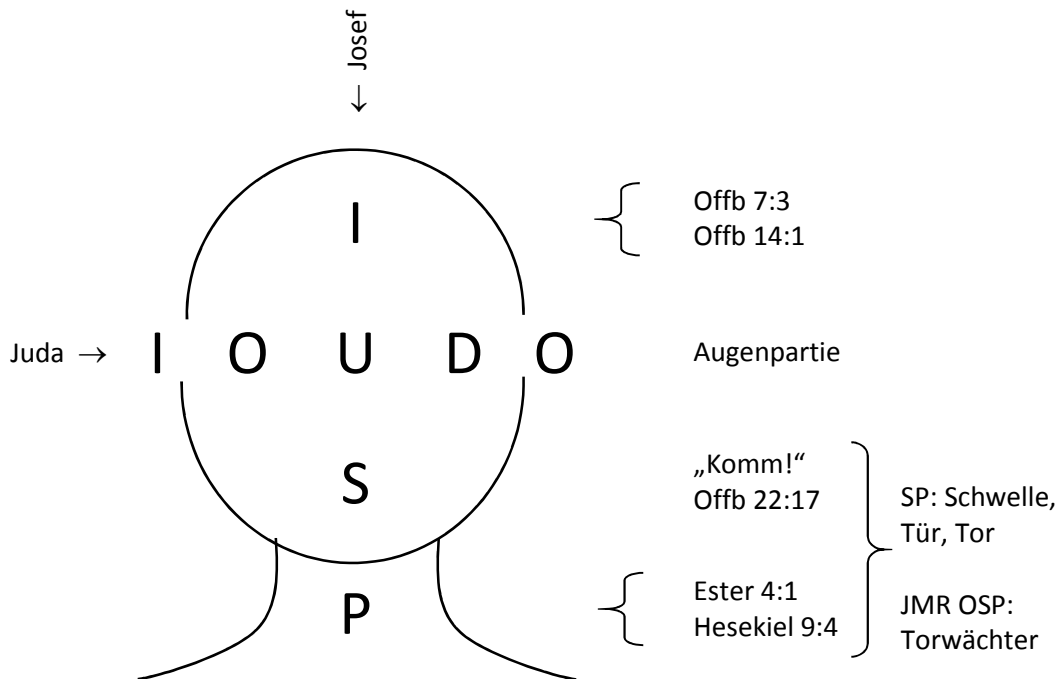 Josef →
I
Offb 7:3
Offb 14:1
Juda → I O U D O
Augenpartie
S
„Komm!“
Offb 22:17
SP: Schwelle,
Tür, Tor
P
Ester 4:1
Hesekiel 9:4
JMR OSP:
Torwächter